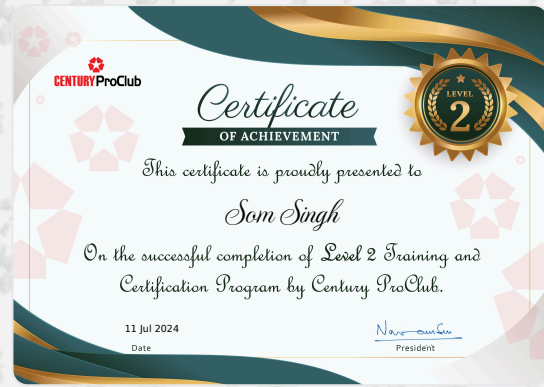 CENTURY ProClub
Certificate
OF ACHIEVEMENT
LEVEL
2
This certificate is proudly presented to
Som Singh
On the successful completion of Level 2 Training and
Certification Program by Century ProClub.
11 Jul 2024
Date
President